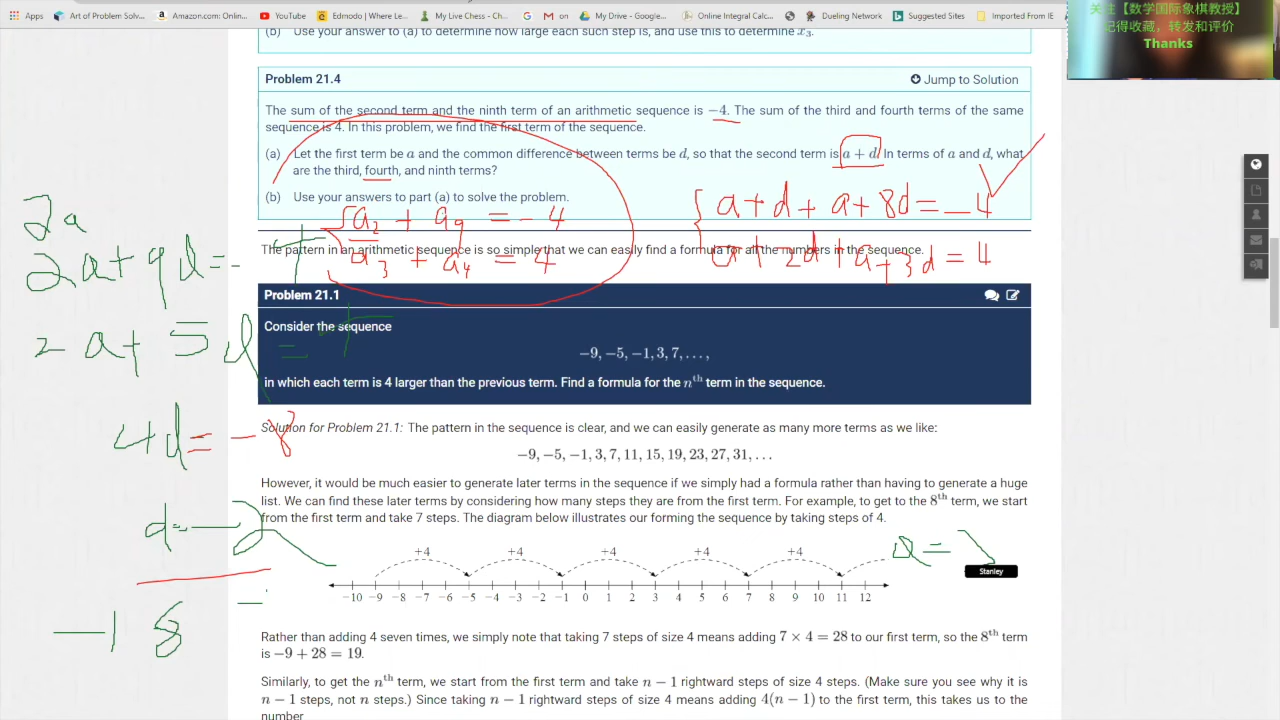 Art of Problem Sol...
Amazon.com: Onli...
YouTube
Edmodo | Where Le...
My Live Chess - Ch...
My Drive – Google...
Online Integral Calc...
Dueling Network
Suggested Sites
Imported From IE
关注【数学国际象棋教授】
记得收藏，转发和评价
Thanks
(b) Use your answer to (c) to determine how large each such step is, and use this to determine x₃.
Problem 21.4
Jump to Solution
The sum of the second term and the ninth term of an arithmetic sequence is −4. The sum of the third and fourth terms of the same
sequence is 4. In this problem, we find the first term of the sequence.
(a) Let the first term be a and the common difference between terms be d, so that the second term is a + d. In terms of a and d, what
are the third, fourth, and ninth terms?
(b) Use your answers to part (a) to solve the problem.
a₂ + a₉ = -4
a₃ + a₄ = 4
a+d+a+8d=-4
a+2d+a+3d=4
2a
2a+9d=-4
2a+5d=4
4d=-8
d=-2
-18
The pattern in an arithmetic sequence is so simple that we can easily find a formula for all the numbers in the sequence.
Problem 21.1
Consider the sequence
−9, −5, −1, 3, 7, . . . ,
in which each term is 4 larger than the previous term. Find a formula for the nᵗʰ term in the sequence.
Solution for Problem 21.1: The pattern in the sequence is clear, and we can easily generate as many more terms as we like:
−9, −5, −1, 3, 7, 11, 15, 19, 23, 27, 31, . . .
However, it would be much easier to generate later terms in the sequence if we simply had a formula rather than having to generate a huge
list. We can find these later terms by considering how many steps they are from the first term. For example, to get to the 8ᵗʰ term, we start
from the first term and take 7 steps. The diagram below illustrates our forming the sequence by taking steps of 4.
+4 +4 +4 +4 +4
a=
Stanley
−10 −9 −8 −7 −6 −5 −4 −3 −2 −1 0 1 2 3 4 5 6 7 8 9 10 11 12
Rather than adding 4 seven times, we simply note that taking 7 steps of size 4 means adding 7 × 4 = 28 to our first term, so the 8ᵗʰ term
is −9 + 28 = 19.
Similarly, to get the nᵗʰ term, we start from the first term and take n − 1 rightward steps of size 4 steps. (Make sure you see why it is
n − 1 steps, not n steps.) Since taking n − 1 rightward steps of size 4 means adding 4(n − 1) to the first term, this takes us to the
number